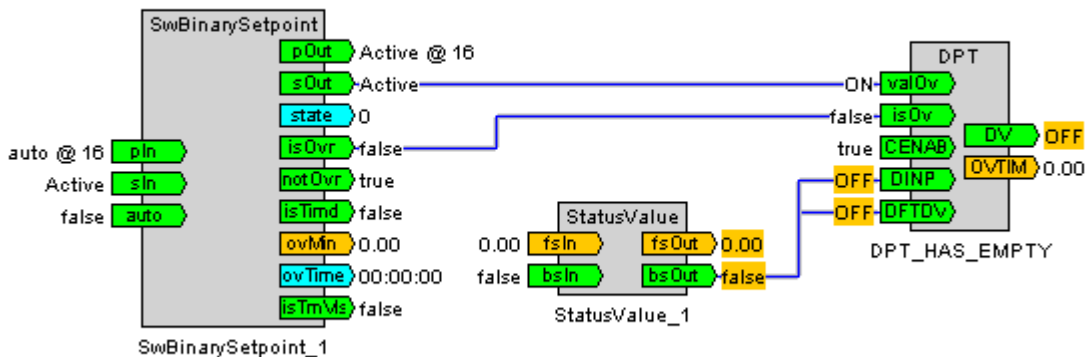 SwBinarySetpoint
pOut Active @ 16
sOut Active
state 0
auto @ 16 pIn
isOvr false
Active sIn
notOvr true
false auto
isTimd false
ovMin 0.00
ovTime 00:00:00
isTmMs false
SwBinarySetpoint_1
StatusValue
0.00 fsIn fsOut 0.00
false bsIn bsOut false
StatusValue_1
DPT
ON valOv
false isOv
DV OFF
true CENAB
OVTIM 0.00
OFF DINP
OFF DFTDV
DPT_HAS_EMPTY